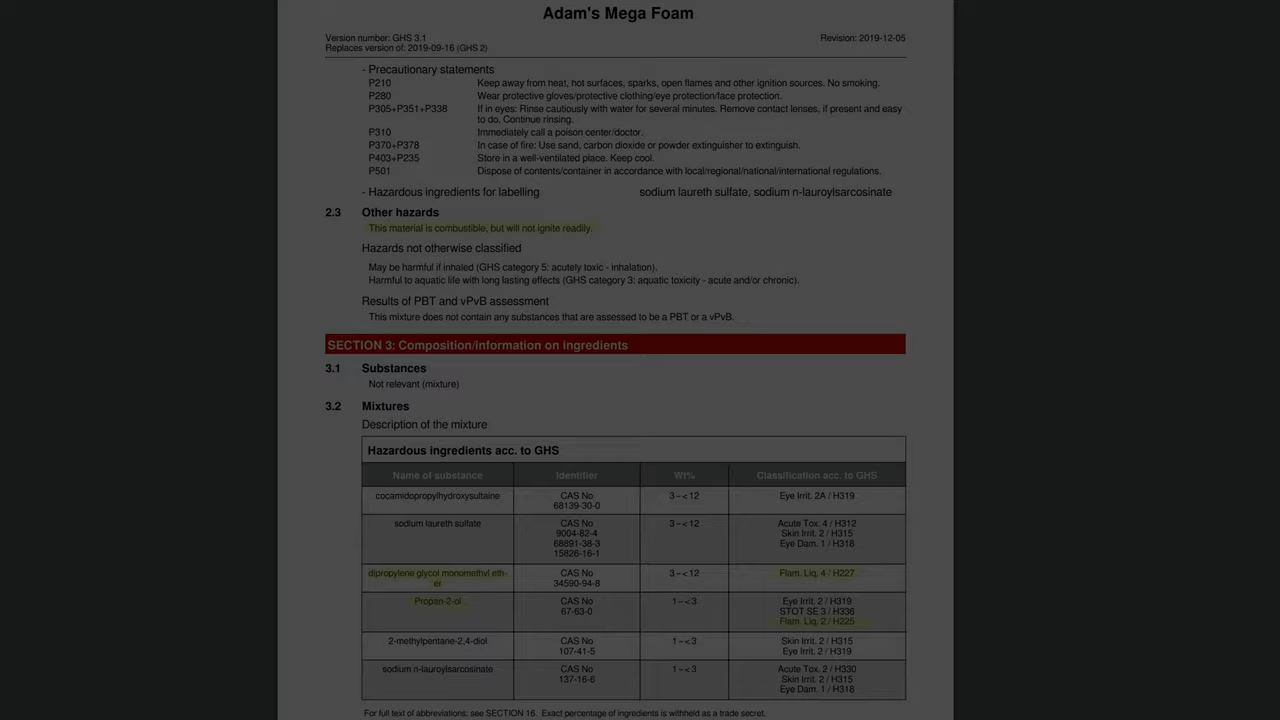 Adam's Mega Foam
Version number: GHS 3.1 Revision: 2019-12-05
Replaces version of: 2019-09-16 (GHS 2)
- Precautionary statements
P210 Keep away from heat, hot surfaces, sparks, open flames and other ignition sources. No smoking.
P280 Wear protective gloves/protective clothing/eye protection/face protection.
P305+P351+P338 If in eyes: Rinse cautiously with water for several minutes. Remove contact lenses, if present and easy
to do. Continue rinsing.
P310 Immediately call a poison center/doctor.
P370+P378 In case of fire: Use sand, carbon dioxide or powder extinguisher to extinguish.
P403+P235 Store in a well-ventilated place. Keep cool.
P501 Dispose of contents/container in accordance with local/regional/national/international regulations.
- Hazardous ingredients for labelling sodium laureth sulfate, sodium n-lauroylsarcosinate
2.3 Other hazards
This material is combustible, but will not ignite readily.
Hazards not otherwise classified
May be harmful if inhaled (GHS category 5: acutely toxic - inhalation).
Harmful to aquatic life with long lasting effects (GHS category 3: aquatic toxicity - acute and/or chronic).
Results of PBT and vPvB assessment
This mixture does not contain any substances that are assessed to be a PBT or a vPvB.
SECTION 3: Composition/information on ingredients
3.1 Substances
Not relevant (mixture)
3.2 Mixtures
Description of the mixture
Hazardous ingredients acc. to GHS
Name of substance Identifier Wt% Classification acc. to GHS
cocamidopropylhydroxysultaine CAS No 3 – < 12 Eye Irrit. 2A / H319
68139-30-0
sodium laureth sulfate CAS No 3 – < 12 Acute Tox. 4 / H312
9004-82-4 Skin Irrit. 2 / H315
68891-38-3 Eye Dam. 1 / H318
15826-16-1
dipropylene glycol monomethyl eth- CAS No 3 – < 12 Flam. Liq. 4 / H227
er 34590-94-8
Propan-2-ol CAS No 1 – < 3 Eye Irrit. 2 / H319
67-63-0 STOT SE 3 / H336
Flam. Liq. 2 / H225
2-methylpentane-2,4-diol CAS No 1 – < 3 Skin Irrit. 2 / H315
107-41-5 Eye Irrit. 2 / H319
sodium n-lauroylsarcosinate CAS No 1 – < 3 Acute Tox. 2 / H330
137-16-6 Skin Irrit. 2 / H315
Eye Dam. 1 / H318
For full text of abbreviations: see SECTION 16. Exact percentage of ingredients is withheld as a trade secret.